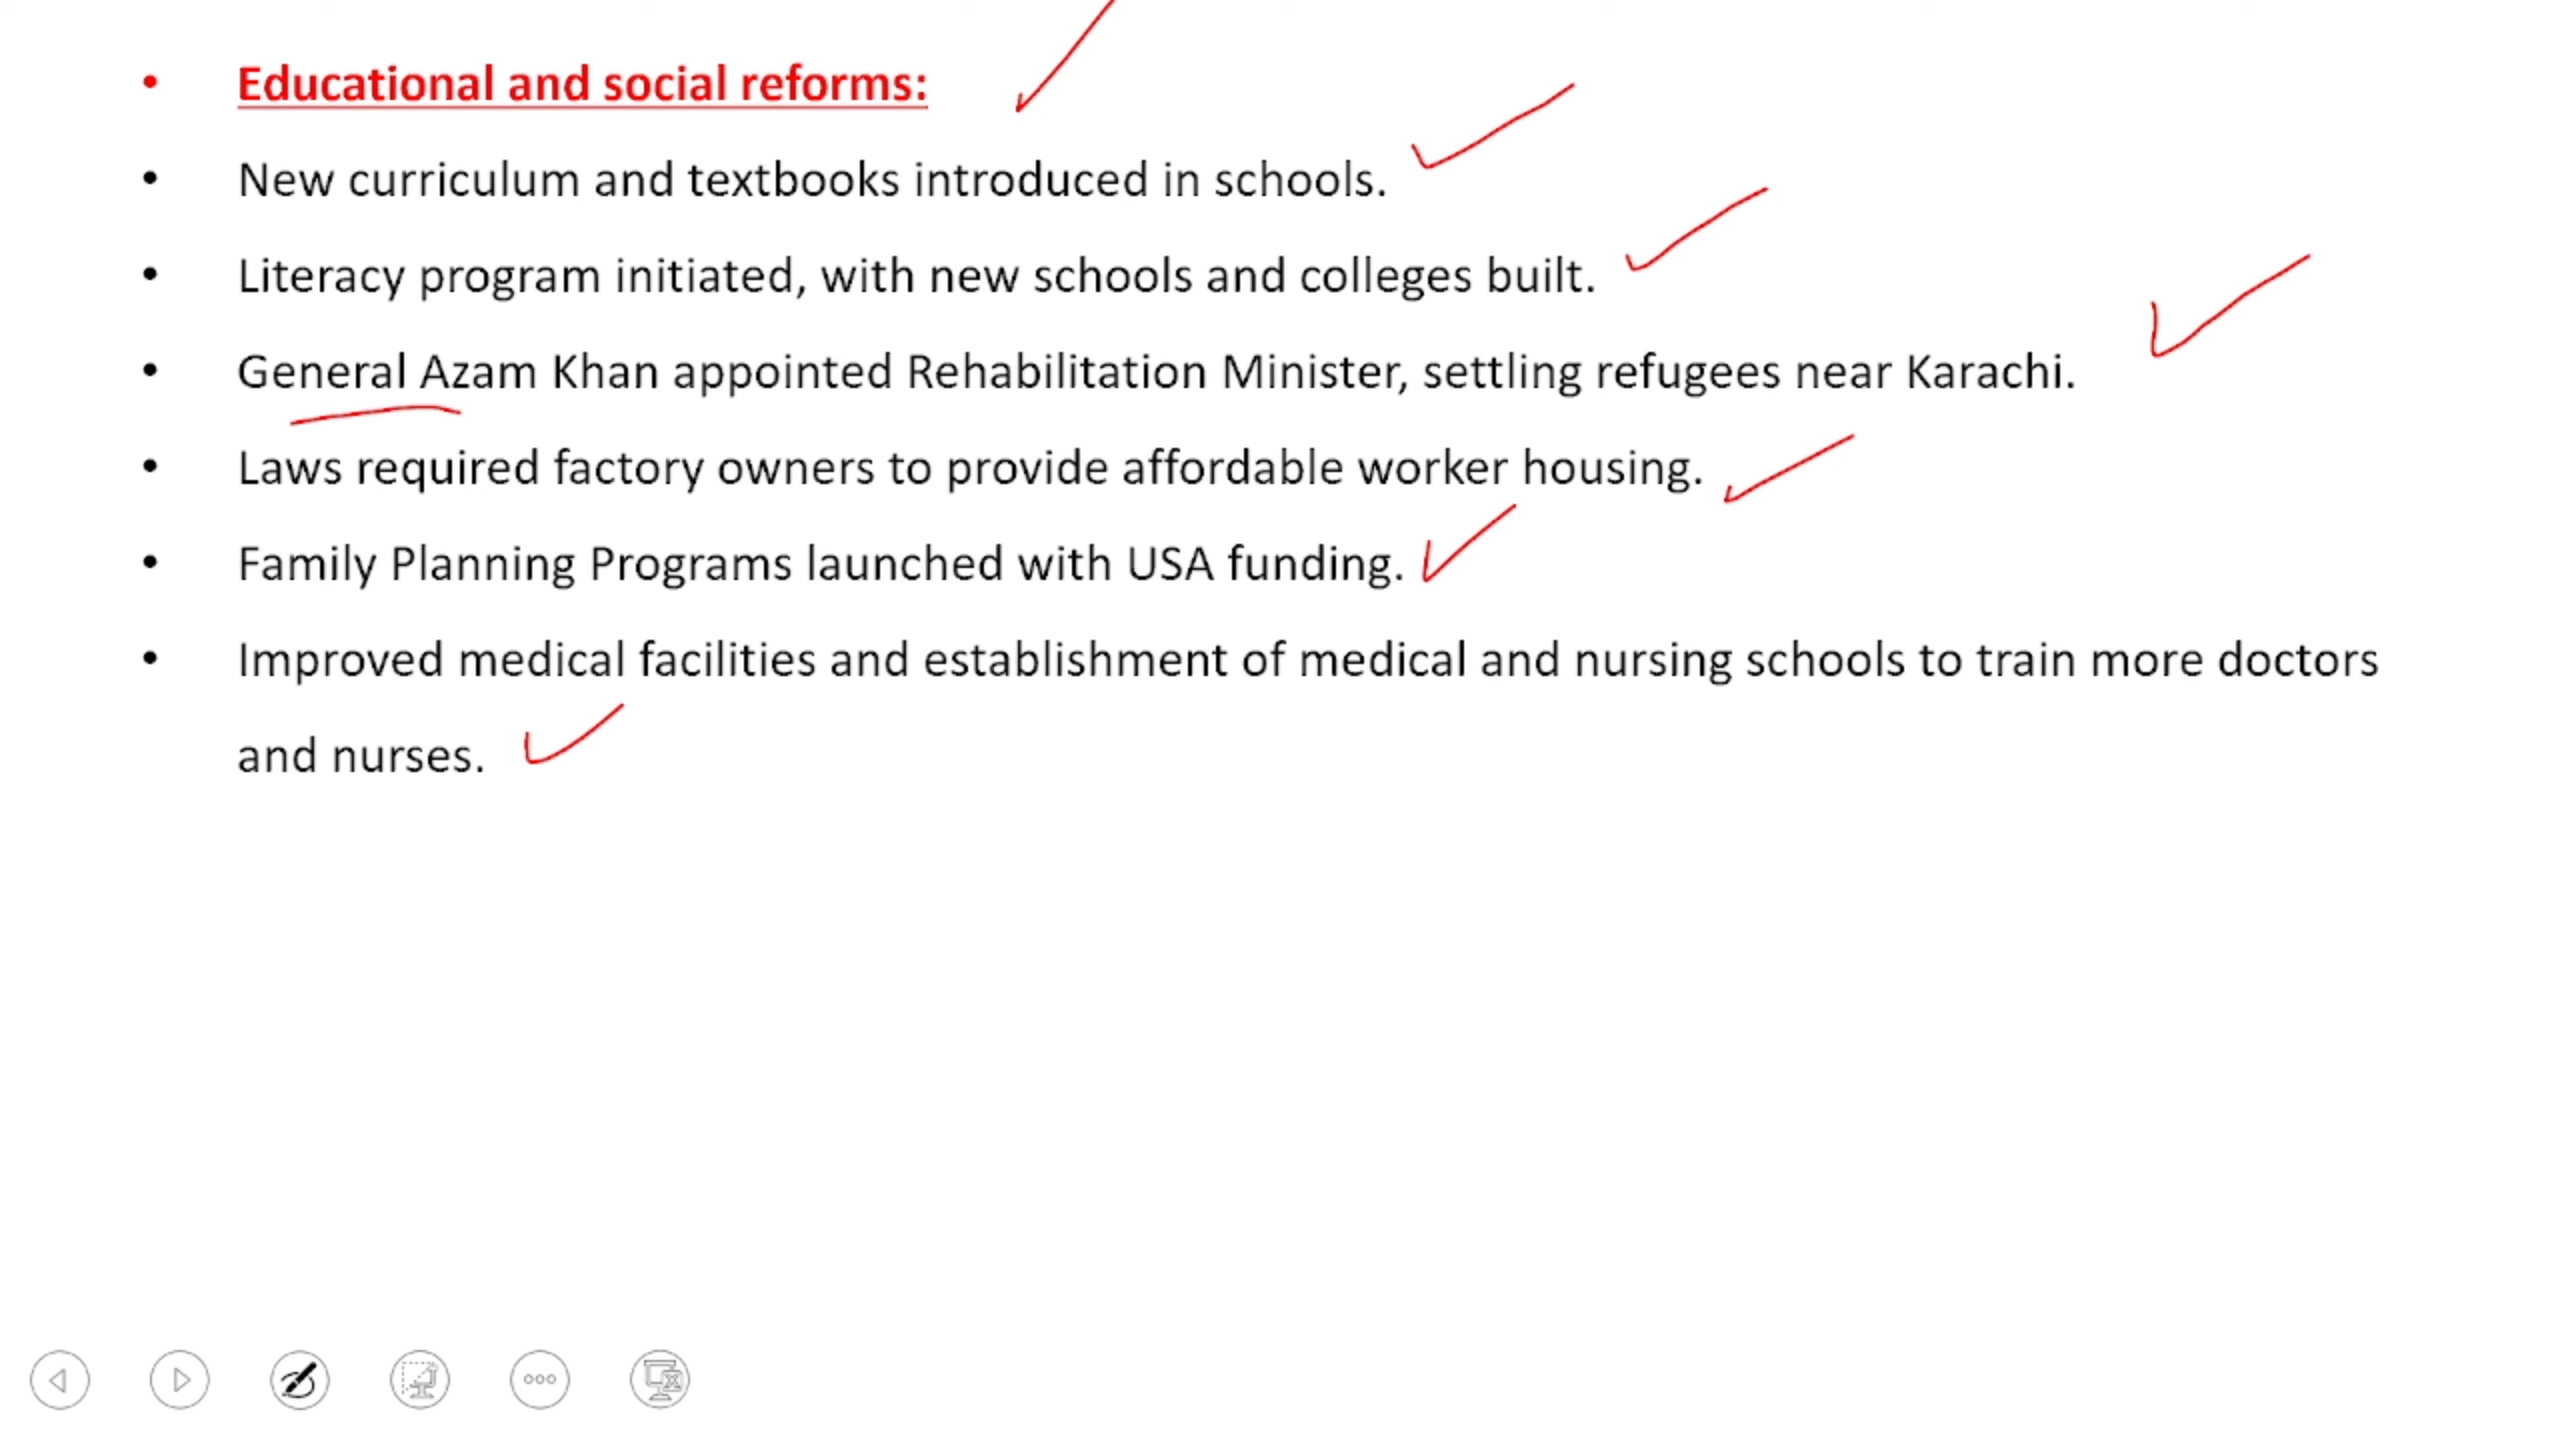 • Educational and social reforms:
• New curriculum and textbooks introduced in schools.
• Literacy program initiated, with new schools and colleges built.
• General Azam Khan appointed Rehabilitation Minister, settling refugees near Karachi.
• Laws required factory owners to provide affordable worker housing.
• Family Planning Programs launched with USA funding.
• Improved medical facilities and establishment of medical and nursing schools to train more doctors
and nurses.